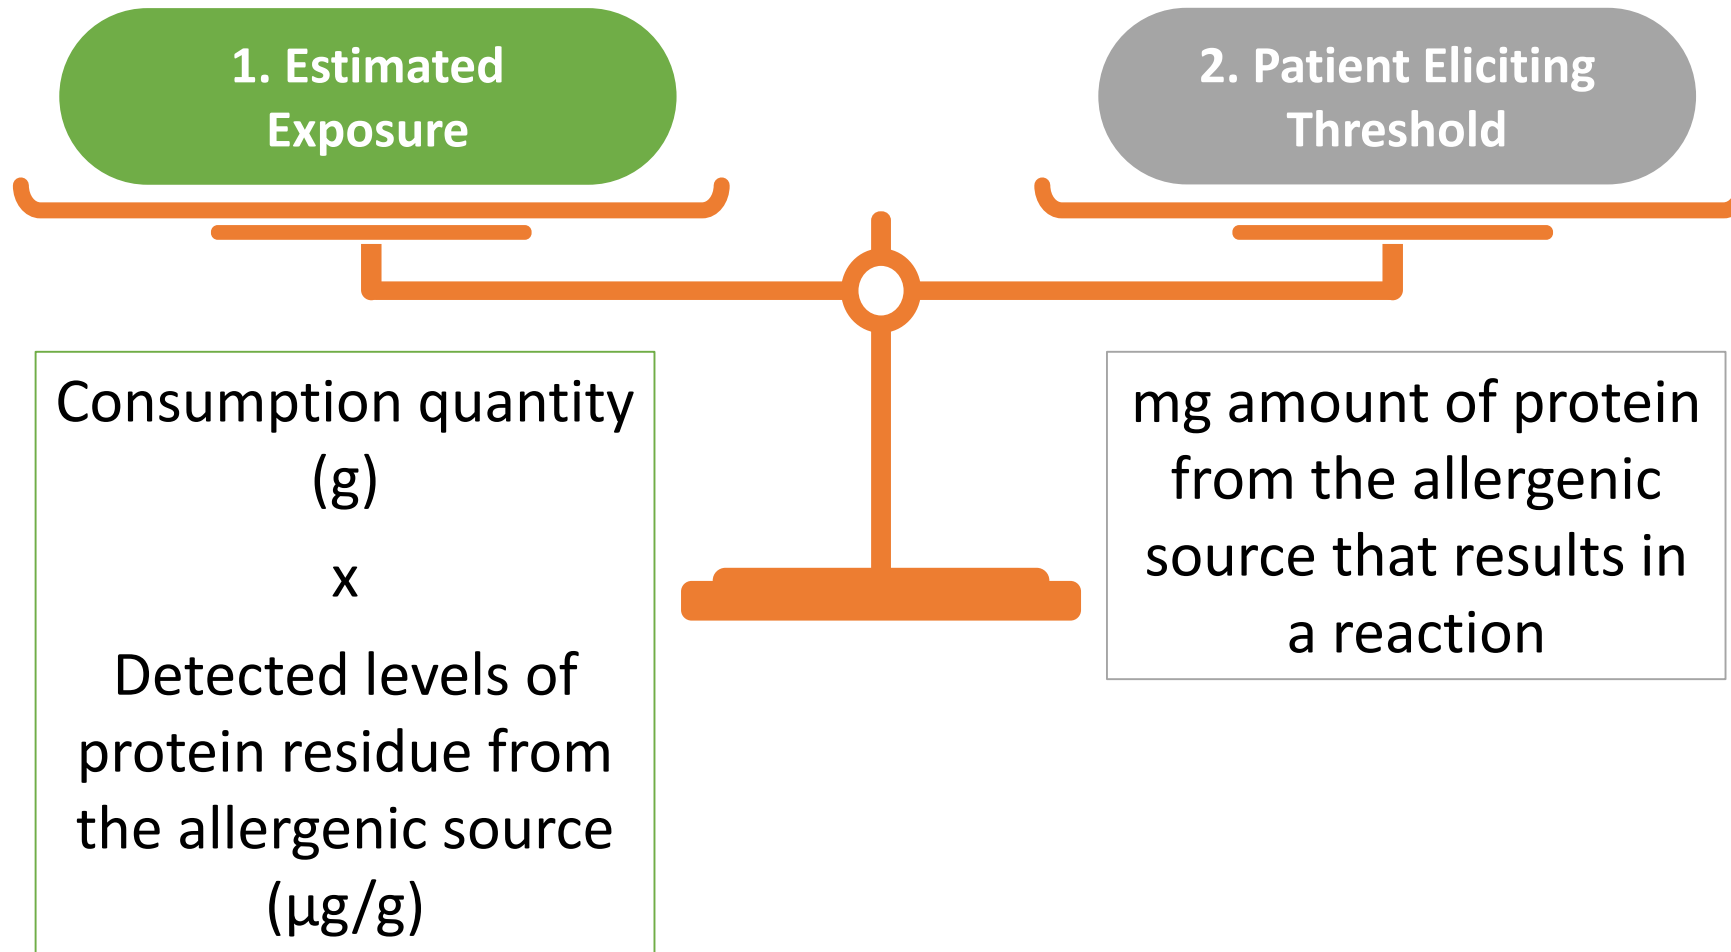 1. Estimated
Exposure
2. Patient Eliciting
Threshold
Consumption quantity
(g)
x
Detected levels of
protein residue from
the allergenic source
(µg/g)
mg amount of protein
from the allergenic
source that results in
a reaction